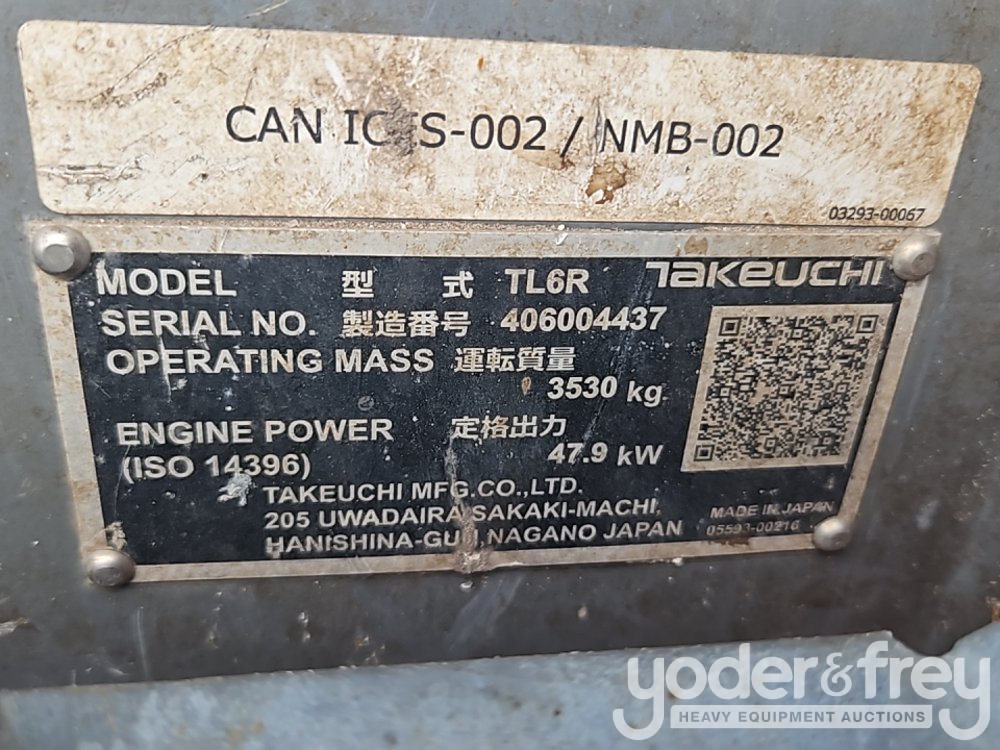 CAN IC S-002 / NMB-002
03293-00067
MODEL 型 式 TL6R TAKEUCHI
SERIAL NO. 製造番号 406004437
OPERATING MASS 運転質量
3530 kg
ENGINE POWER 定格出力
(ISO 14396) 47.9 kW
TAKEUCHI MFG.CO.,LTD.
205 UWADAIRA SAKAKI-MACHI,
HANISHINA-GUN, NAGANO JAPAN
MADE IN JAPAN
05593-00216
yoder&frey
HEAVY EQUIPMENT AUCTIONS